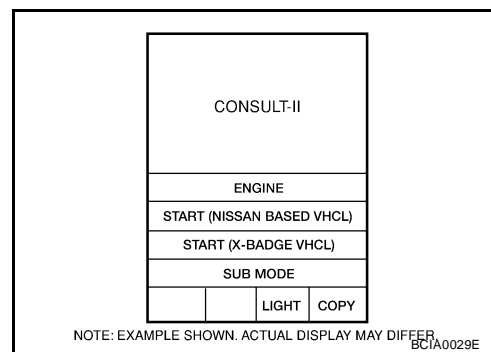 CONSULT-II
ENGINE
START (NISSAN BASED VHCL)
START (X-BADGE VHCL)
SUB MODE
LIGHT COPY
NOTE: EXAMPLE SHOWN. ACTUAL DISPLAY MAY DIFFER.
BCIA0029E